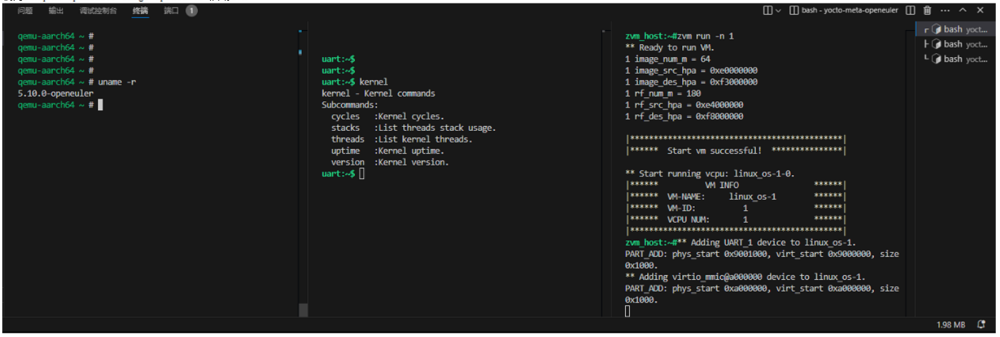 问题 输出 调试控制台 终端 端口 1 bash - yocto-meta-openeuler
qemu-aarch64 ~ #
qemu-aarch64 ~ #
qemu-aarch64 ~ #
qemu-aarch64 ~ #
qemu-aarch64 ~ # uname -r
5.10.0-openeuler
qemu-aarch64 ~ #
uart:~$
uart:~$
uart:~$ kernel
kernel - Kernel commands
Subcommands:
cycles :Kernel cycles.
stacks :List threads stack usage.
threads :List kernel threads.
uptime :Kernel uptime.
version :Kernel version.
uart:~$
zvm_host:~#zvm run -n 1
** Ready to run VM.
1 image_num_m = 64
1 image_src_hpa = 0xe0000000
1 image_des_hpa = 0xf3000000
1 rf_num_m = 180
1 rf_src_hpa = 0xe4000000
1 rf_des_hpa = 0xf8000000
|*********************************************|
|****** Start vm successful! ***************|
** Start running vcpu: linux_os-1-0.
|****** VM INFO ******|
|****** VM-NAME: linux_os-1 ******|
|****** VM-ID: 1 ******|
|****** VCPU NUM: 1 ******|
|*********************************************|
zvm_host:~#** Adding UART_1 device to linux_os-1.
PART_ADD: phys_start 0x9001000, virt_start 0x9000000, size
0x1000.
** Adding virtio_mmio@a000000 device to linux_os-1.
PART_ADD: phys_start 0xa000000, virt_start 0xa000000, size
0x1000.
bash yoct...
bash yoct...
bash yoct...
1.98 MB